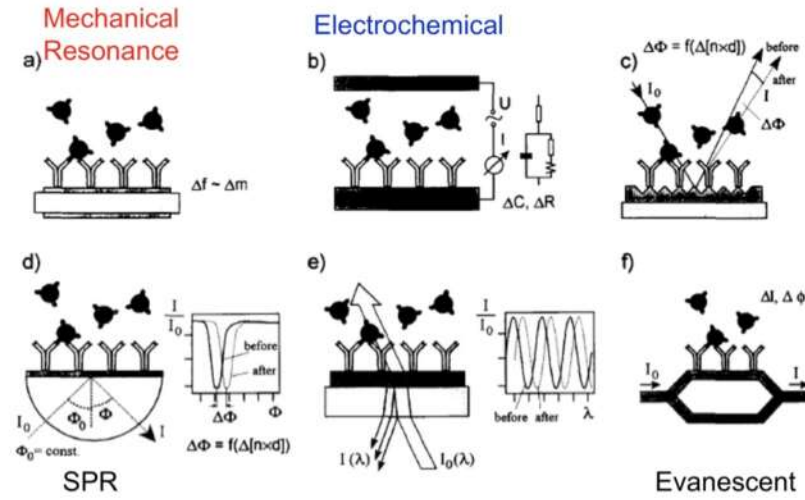 Mechanical
Resonance
Electrochemical
a)
Δf ~ Δm
b)
U
I
ΔC, ΔR
c)
ΔΦ = f(Δ[n×d])
before
after
I₀
I
ΔΦ
d)
I₀
Φ₀
Φ
I
Φ₀= const.
SPR
I
I₀
before
after
ΔΦ
Φ
ΔΦ = f(Δ[n×d])
e)
I (λ)
I₀(λ)
I
I₀
before
after
λ
f)
ΔI, Δ ϕ
I₀
I
Evanescent